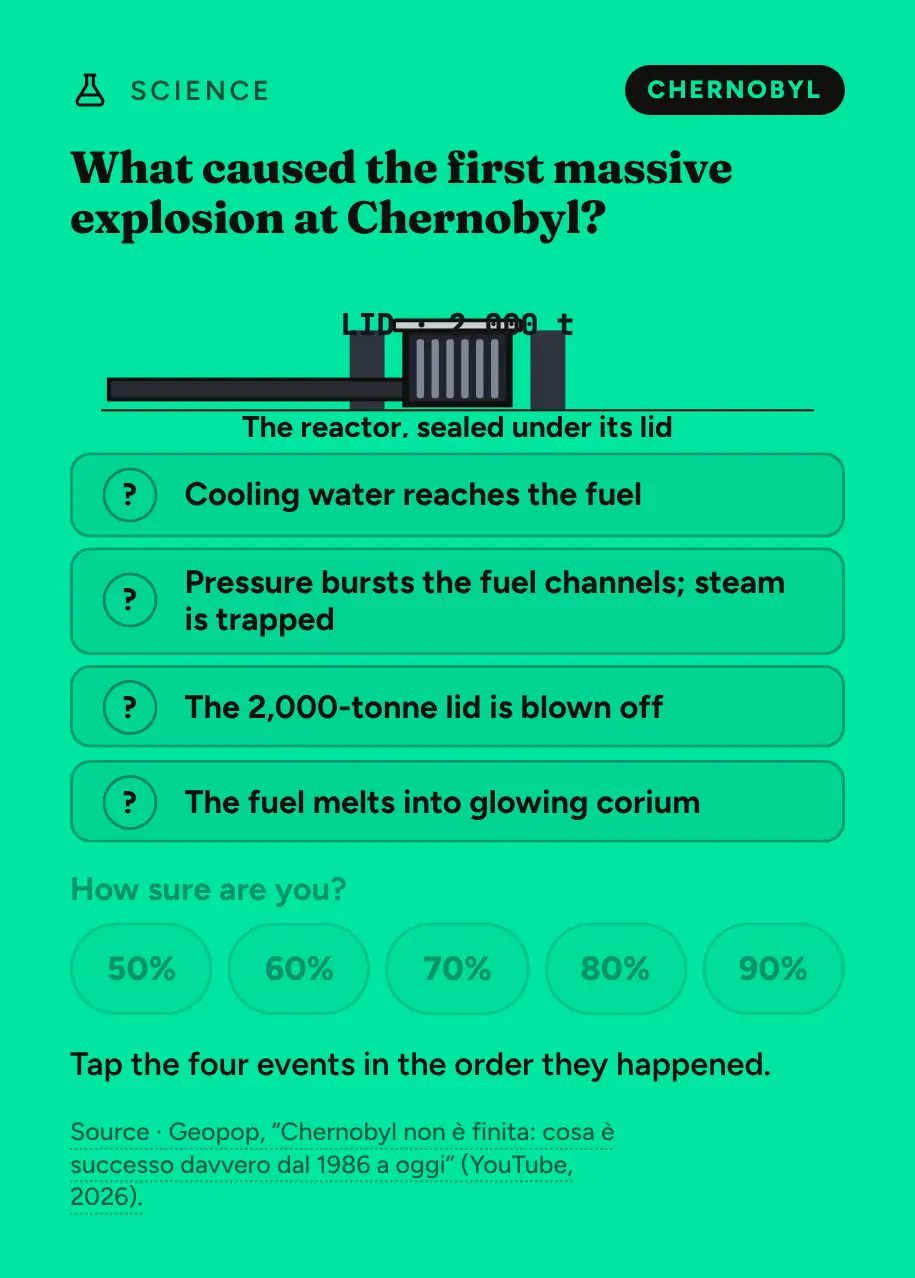 SCIENCE
CHERNOBYL
What caused the first massive
explosion at Chernobyl?
LID · 2 000 t
The reactor, sealed under its lid
? Cooling water reaches the fuel
? Pressure bursts the fuel channels; steam
is trapped
? The 2,000-tonne lid is blown off
? The fuel melts into glowing corium
How sure are you?
50% 60% 70% 80% 90%
Tap the four events in the order they happened.
Source · Geopop, “Chernobyl non è finita: cosa è
successo davvero dal 1986 a oggi” (YouTube,
2026).